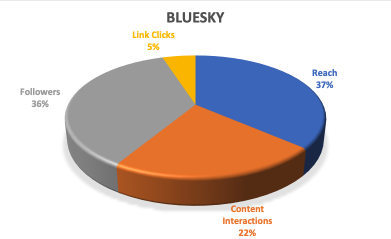 BLUESKY
Link Clicks
5%
Reach
37%
Followers
36%
Content
Interactions
22%